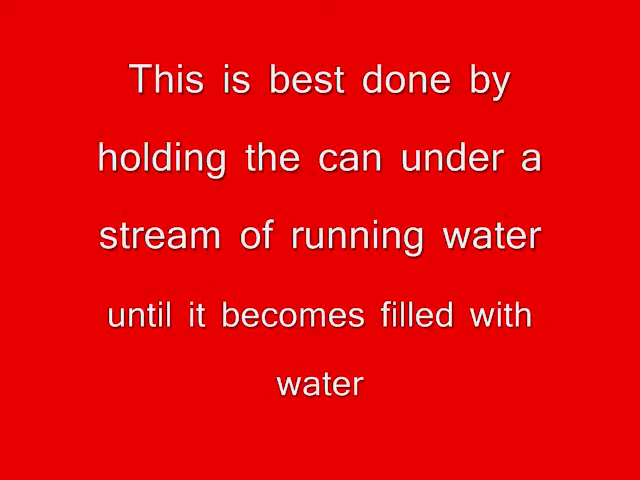 This is best done by
holding the can under a
stream of running water
until it becomes filled with
water